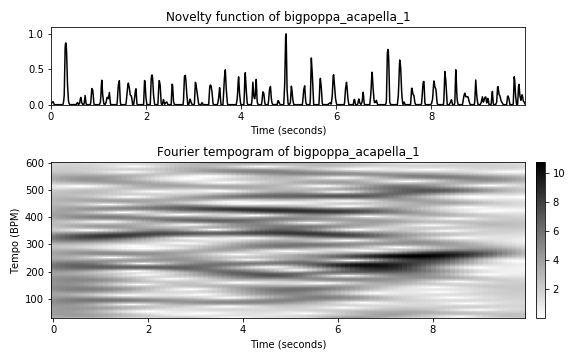 Novelty function of bigpoppa_acapella_1
1.0
0.5
0.0
0 2 4 6 8
Time (seconds)
Fourier tempogram of bigpoppa_acapella_1
600
500
400
300
200
100
Tempo (BPM)
10
8
6
4
2
0 2 4 6 8
Time (seconds)